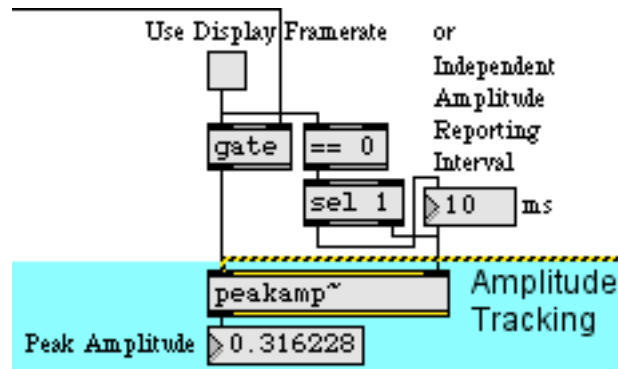 Use Display Framerate
or
Independent
Amplitude
Reporting
Interval
gate
== 0
sel 1
10 ms
peakamp~
Amplitude
Tracking
Peak Amplitude 0.316228